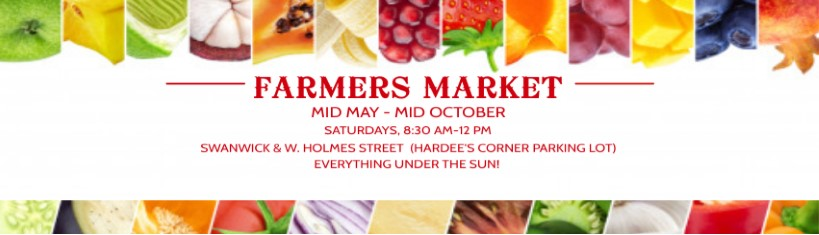 FARMERS MARKET
MID MAY - MID OCTOBER
SATURDAYS, 8:30 AM-12 PM
SWANWICK & W. HOLMES STREET (HARDEE'S CORNER PARKING LOT)
EVERYTHING UNDER THE SUN!